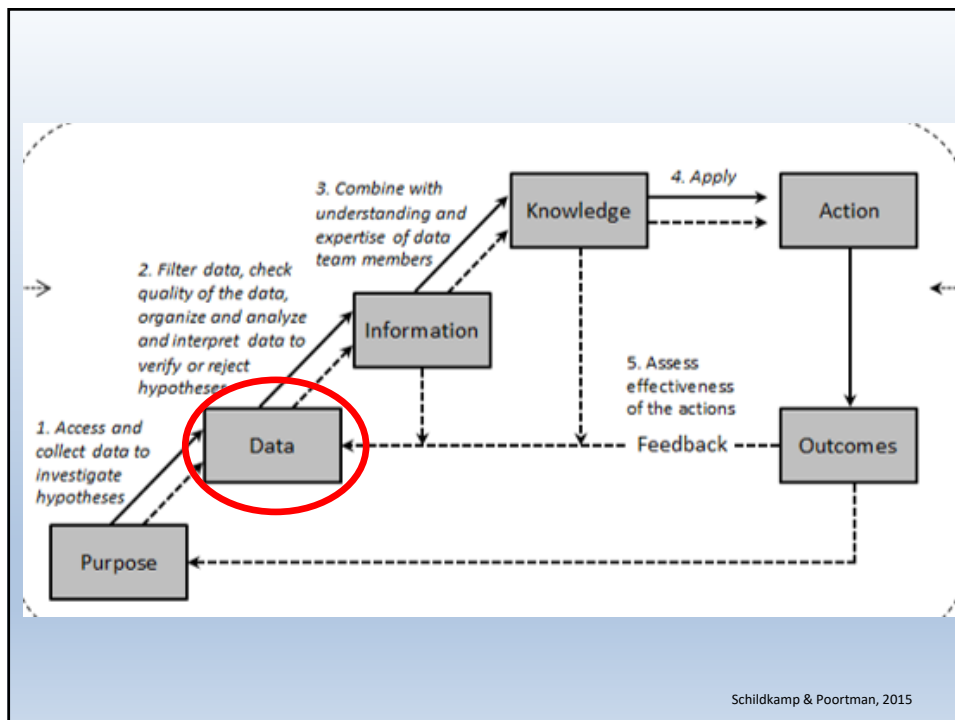 3. Combine with
understanding and
expertise of data
team members
Knowledge
4. Apply
Action
2. Filter data, check
quality of the data,
organize and analyze
and interpret data to
verify or reject
hypotheses
Information
5. Assess
effectiveness
of the actions
1. Access and
collect data to
investigate
hypotheses
Data
Feedback
Outcomes
Purpose
Schildkamp & Poortman, 2015